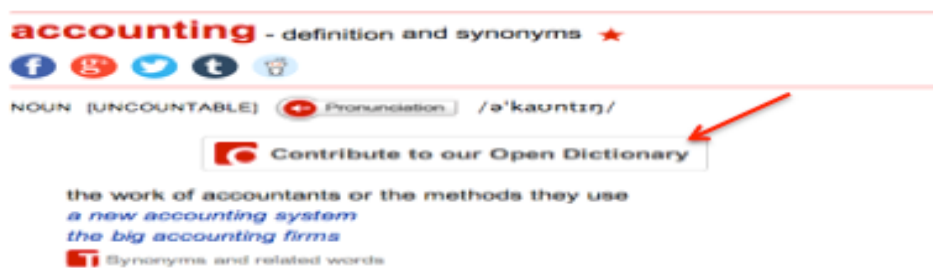 accounting - definition and synonyms ★
f g+ t
NOUN [UNCOUNTABLE] Pronunciation /əˈkaʊntɪŋ/
Contribute to our Open Dictionary
the work of accountants or the methods they use
a new accounting system
the big accounting firms
T Synonyms and related words